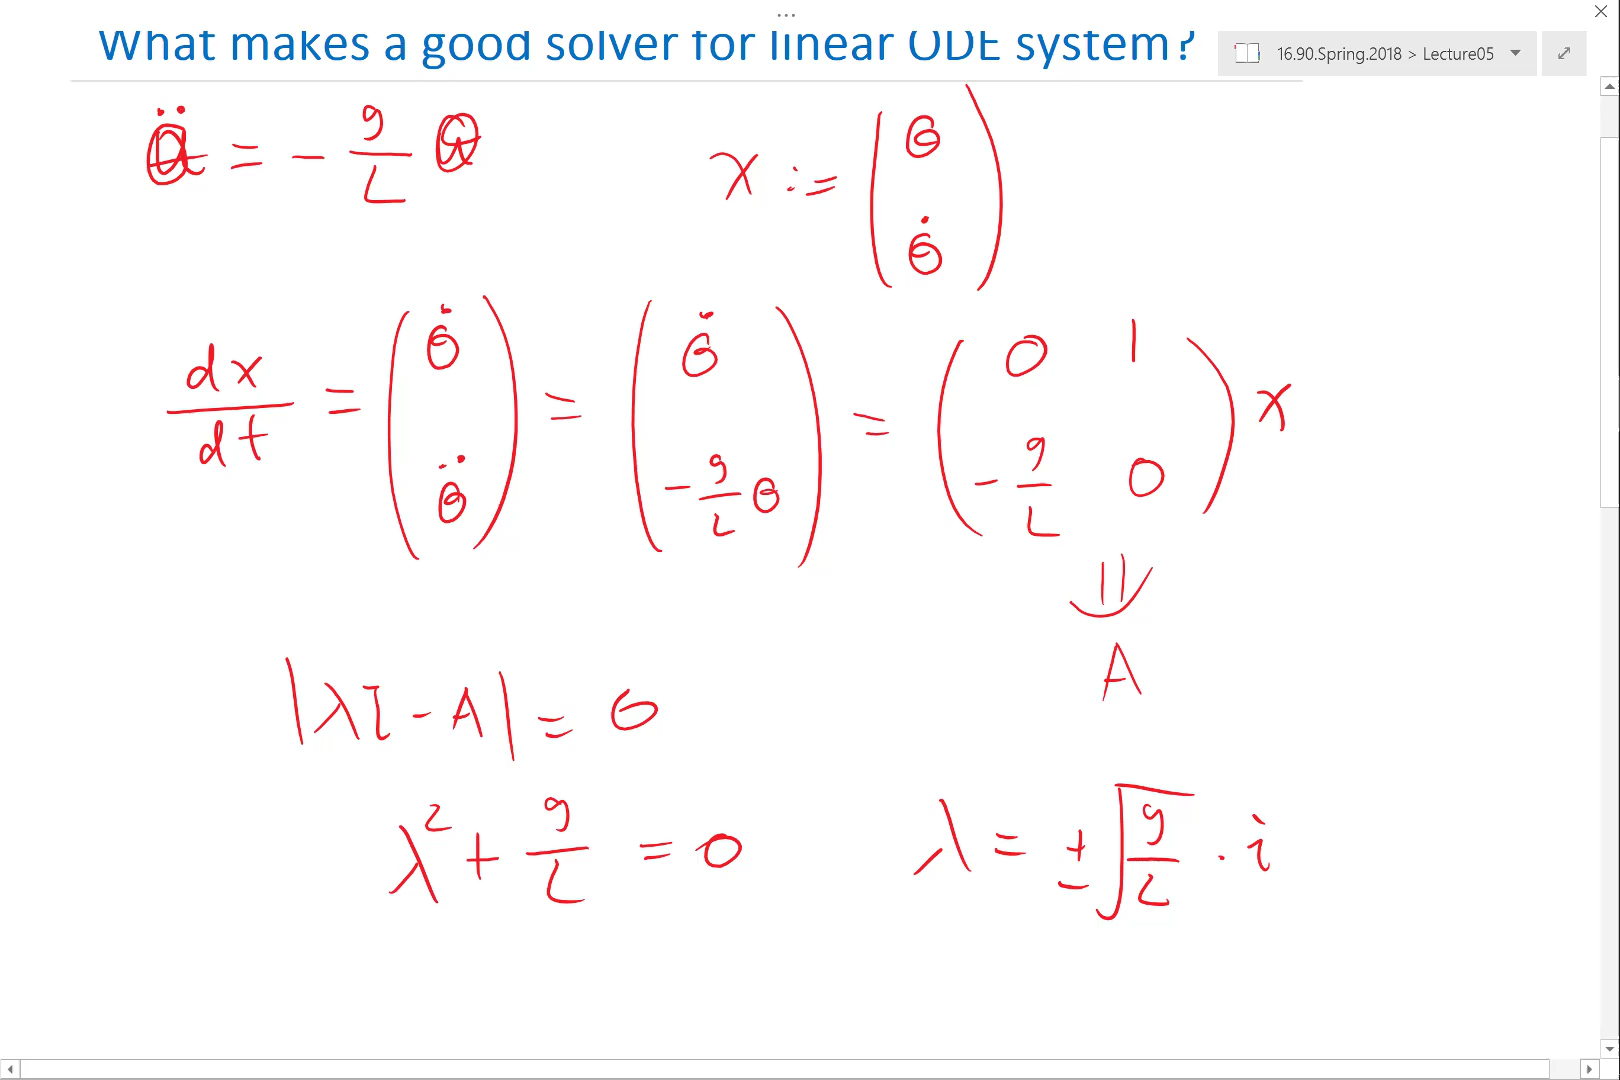 What makes a good solver for linear ODE system?
16.90.Spring.2018 > Lecture05
θ̈ = - g/L θ
x := (θ θ̇)
dx/dt = (θ̇ θ̈) = (θ̇ -g/L θ) = (0 1 -g/L 0) x
A
|λI - A| = 0
λ² + g/L = 0
λ = ± √(g/L) · i